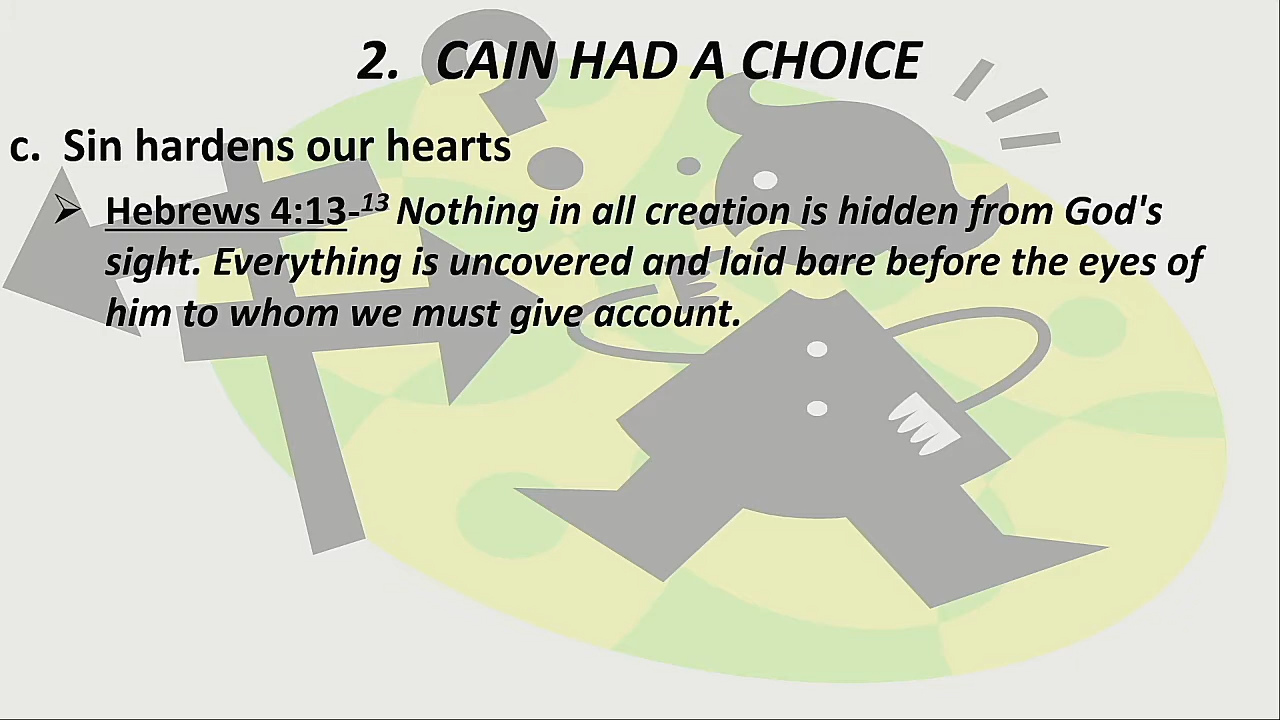 2. CAIN HAD A CHOICE
c. Sin hardens our hearts
➢ Hebrews 4:13-13 Nothing in all creation is hidden from God's
sight. Everything is uncovered and laid bare before the eyes of
him to whom we must give account.
?